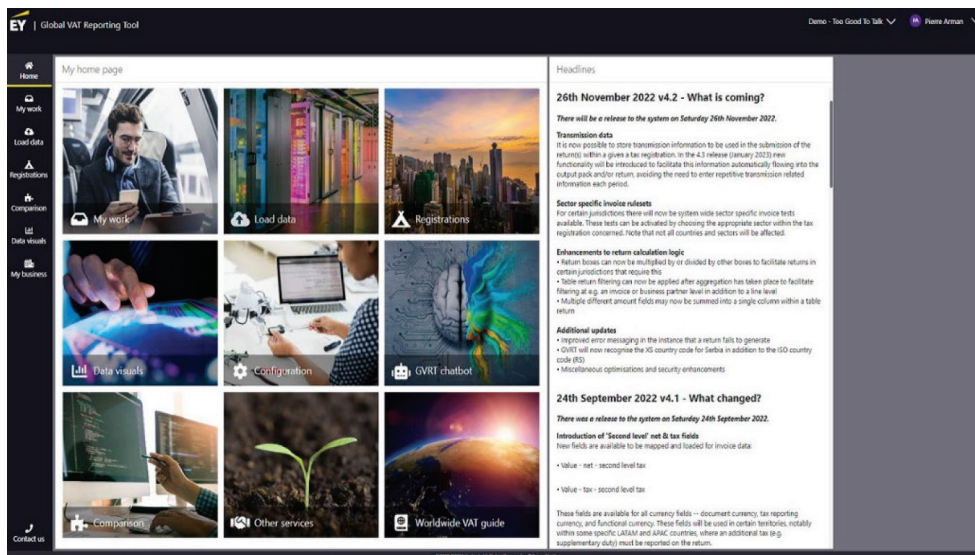 EY | Global VAT Reporting Tool
Demo - Too Good To Talk
PA Pierre Arman
Home
My work
Load data
Registrations
Comparison
Data visuals
My business
Contact us
My home page
My work
Load data
Registrations
Data visuals
Configuration
GVRT chatbot
Comparison
Other services
Worldwide VAT guide
Headlines
26th November 2022 v4.2 - What is coming?
There will be a release to the system on Saturday 26th November 2022.
Transmission data
It is now possible to store transmission information to be used in the submission of the
return(s) within a given a tax registration. In the 4.3 release (January 2023) new
functionality will be introduced to facilitate this information automatically flowing into the
output pack and/or return, avoiding the need to enter repetitive transmission related
information each period.
Sector specific invoice rulesets
For certain jurisdictions there will now be system wide sector specific invoice tests
available. These tests can be activated by choosing the appropriate sector within the tax
registration concerned. Note that not all countries and sectors will be affected.
Enhancements to return calculation logic
• Return boxes can now be multiplied by or divided by other boxes to facilitate returns in
certain jurisdictions that require this
• Table return filtering can now be applied after aggregation has taken place to facilitate
filtering at e.g. an invoice or business partner level in addition to a line level
• Multiple different amount fields may now be summed into a single column within a table
return
Additional updates
• Improved error messaging in the instance that a return fails to generate
• GVRT will now recognise the XS country code for Serbia in addition to the ISO country
code (RS)
• Miscellaneous optimisations and security enhancements
24th September 2022 v4.1 - What changed?
There was a release to the system on Saturday 24th September 2022.
Introduction of 'Second level' net & tax fields
New fields are available to be mapped and loaded for invoice data:
• Value - net - second level tax
• Value - tax - second level tax
These fields are available for all currency fields -- document currency, tax reporting
currency, and functional currency. These fields will be used in certain territories, notably
within some specific LATAM and APAC countries, where an additional tax (e.g.
supplementary duty) must be reported on the return.